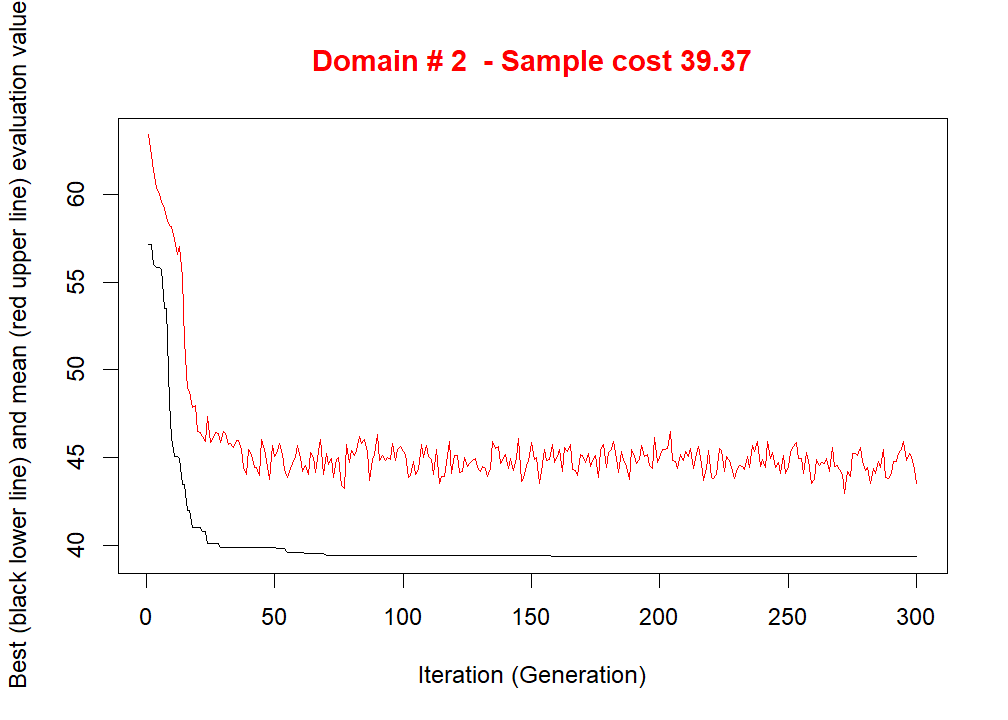 Domain # 2  - Sample cost 39.37
Best (black lower line) and mean (red upper line) evaluation value
60
55
50
45
40
0 50 100 150 200 250 300
Iteration (Generation)